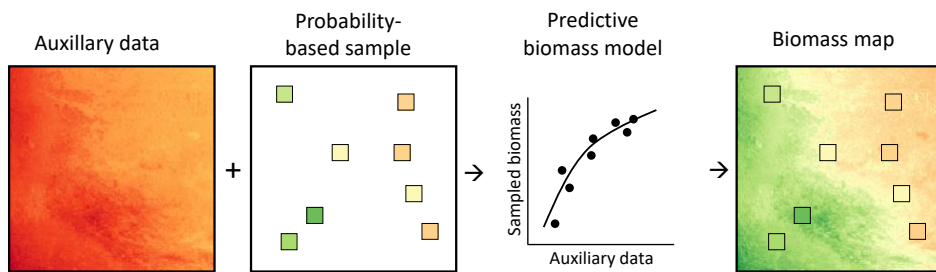 Auxillary data
Probability-
based sample
Predictive
biomass model
Biomass map
+
→
Sampled biomass
Auxiliary data
→